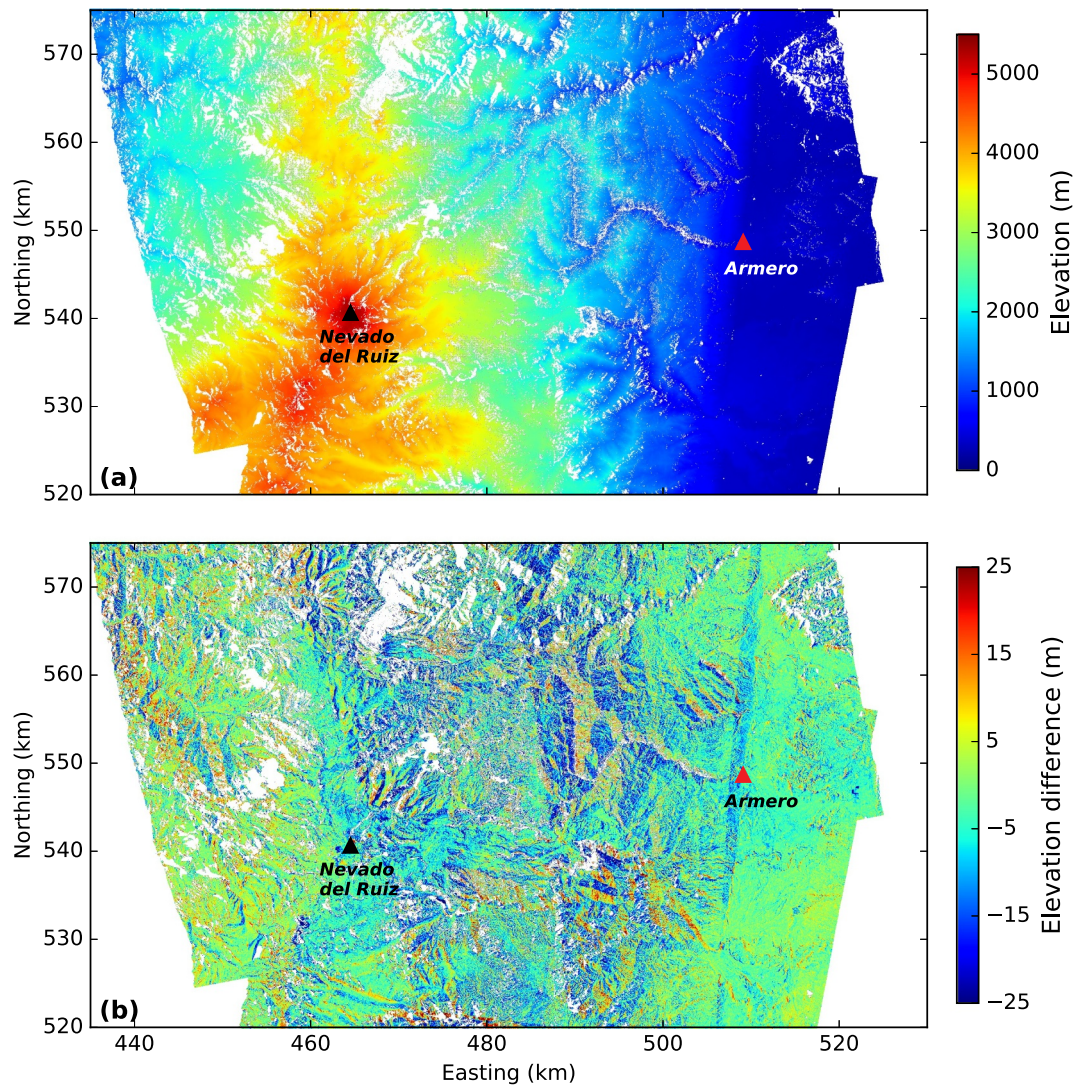 570
560
550
540
530
520
Northing (km)
Armero
Nevado
del Ruiz
(a)
5000
4000
3000
2000
1000
0
Elevation (m)
570
560
550
540
530
520
Northing (km)
Armero
Nevado
del Ruiz
(b)
440
460
480
500
520
Easting (km)
25
15
5
−5
−15
−25
Elevation difference (m)